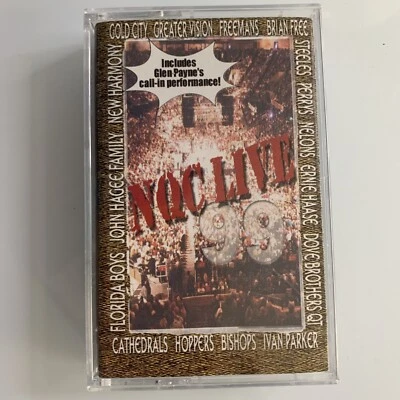 GOLD CITY GREATER VISION FREEMANS BRIAN FREE
STEELES PERRYS NELONS ERNIE HAASE DOVE BROTHERS QT
Includes
Glen Payne's
call-in performance!
NQC LIVE
98
FLORIDA BOYS JOHN HAGEE FAMILY NEW HARMONY
CATHEDRALS HOPPERS BISHOPS IVAN PARKER